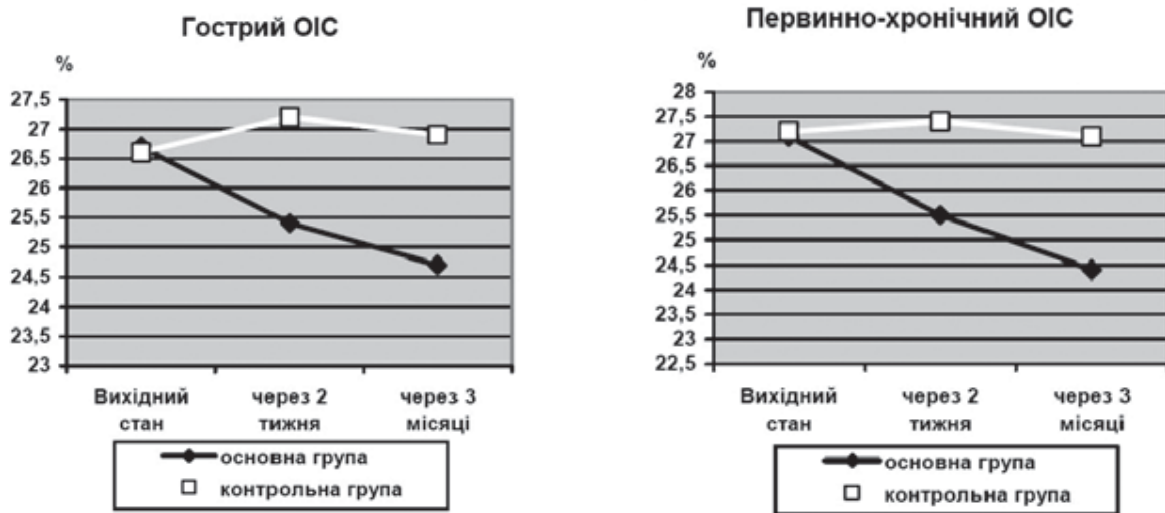 Гострий ОІС
%
27,5
27
26,5
26
25,5
25
24,5
24
23,5
23
Вихідний
стан
через 2
тижня
через 3
місяці
основна група
контрольна група
Первинно-хронічний ОІС
%
28
27,5
27
26,5
26
25,5
25
24,5
24
23,5
23
22,5
Вихідний
стан
через 2
тижня
через 3
місяці
основна група
контрольна група